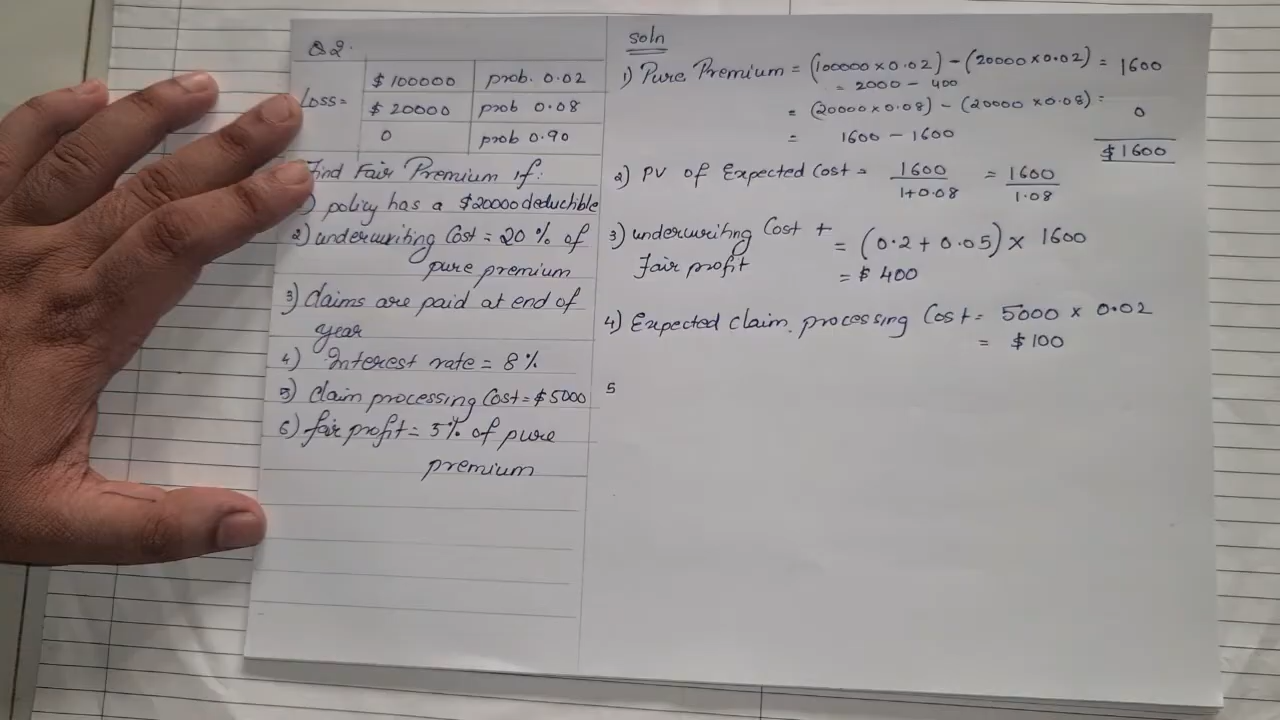 Q2.
Loss =
$ 100000 prob. 0.02
$ 20000 prob 0.08
0 prob 0.90
Find Fair Premium if:
) policy has a $20000 deductible
2) underwriting Cost = 20 % of
pure premium
3) Claims are paid at end of
year
4) Interest rate = 8 %
5) Claim processing Cost = $ 5000
6) fair profit = 5% of pure
premium
Soln
1) Pure Premium = (100000 x 0.02) - (20000 x 0.02) = 1600
= 2000 - 400
= (20000 x 0.08) - (20000 x 0.08) = 0
= 1600 - 1600
$ 1600
2) PV of Expected Cost = 1600 / 1+0.08 = 1600 / 1.08
3) underwriting Cost + Fair profit = (0.2 + 0.05) x 1600
= $ 400
4) Expected claim. processing Cost = 5000 x 0.02
= $ 100
5